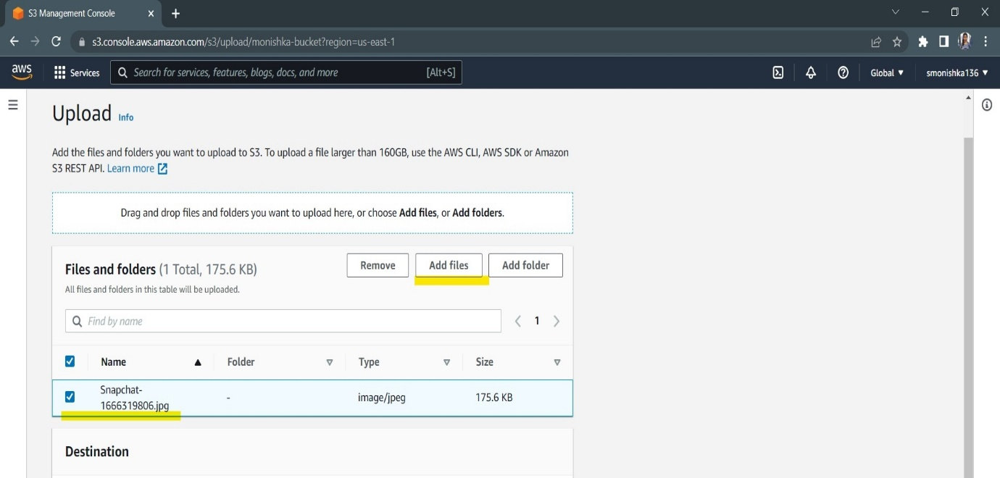 S3 Management Console
s3.console.aws.amazon.com/s3/upload/monishka-bucket?region=us-east-1
aws
Services
Search for services, features, blogs, docs, and more
[Alt+S]
Global
smonishka136
Upload Info
Add the files and folders you want to upload to S3. To upload a file larger than 160GB, use the AWS CLI, AWS SDK or Amazon
S3 REST API. Learn more
Drag and drop files and folders you want to upload here, or choose Add files, or Add folders.
Files and folders (1 Total, 175.6 KB)
Remove
Add files
Add folder
All files and folders in this table will be uploaded.
Find by name
1
Name Folder Type Size
Snapchat-
1666319806.jpg - image/jpeg 175.6 KB
Destination